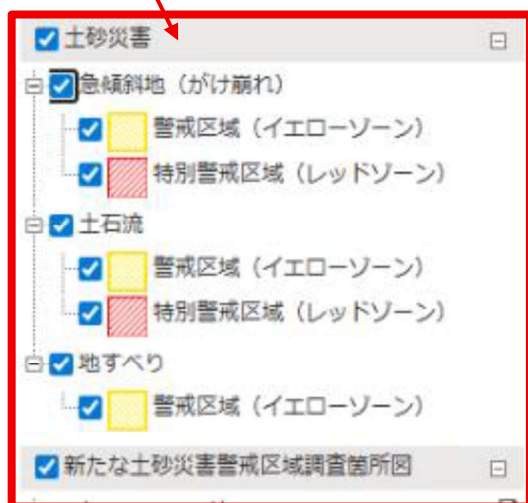 土砂災害
急傾斜地（がけ崩れ）
警戒区域（イエローゾーン）
特別警戒区域（レッドゾーン）
土石流
警戒区域（イエローゾーン）
特別警戒区域（レッドゾーン）
地すべり
警戒区域（イエローゾーン）
新たな土砂災害警戒区域調査箇所図